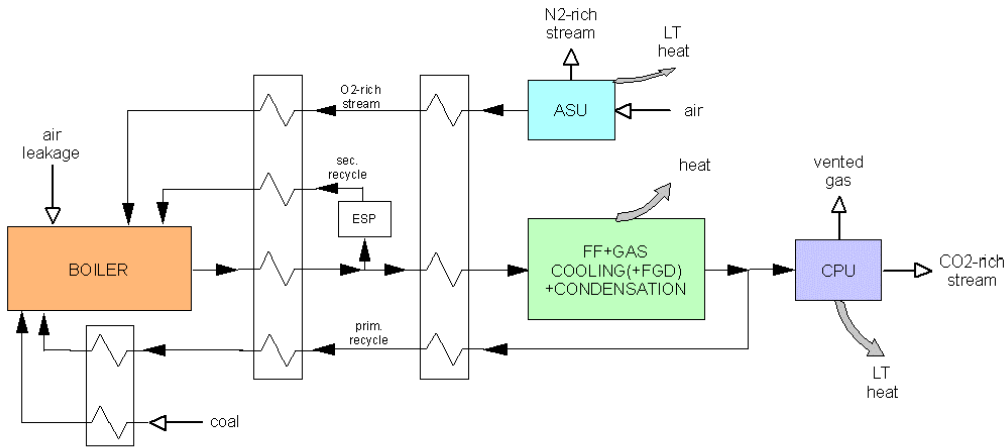 N2-rich
stream
LT
heat
O2-rich
stream
ASU
air
air
leakage
sec.
recycle
heat
vented
gas
ESP
BOILER
FF+GAS
COOLING(+FGD)
+CONDENSATION
CPU
CO2-rich
stream
prim.
recycle
LT
heat
coal